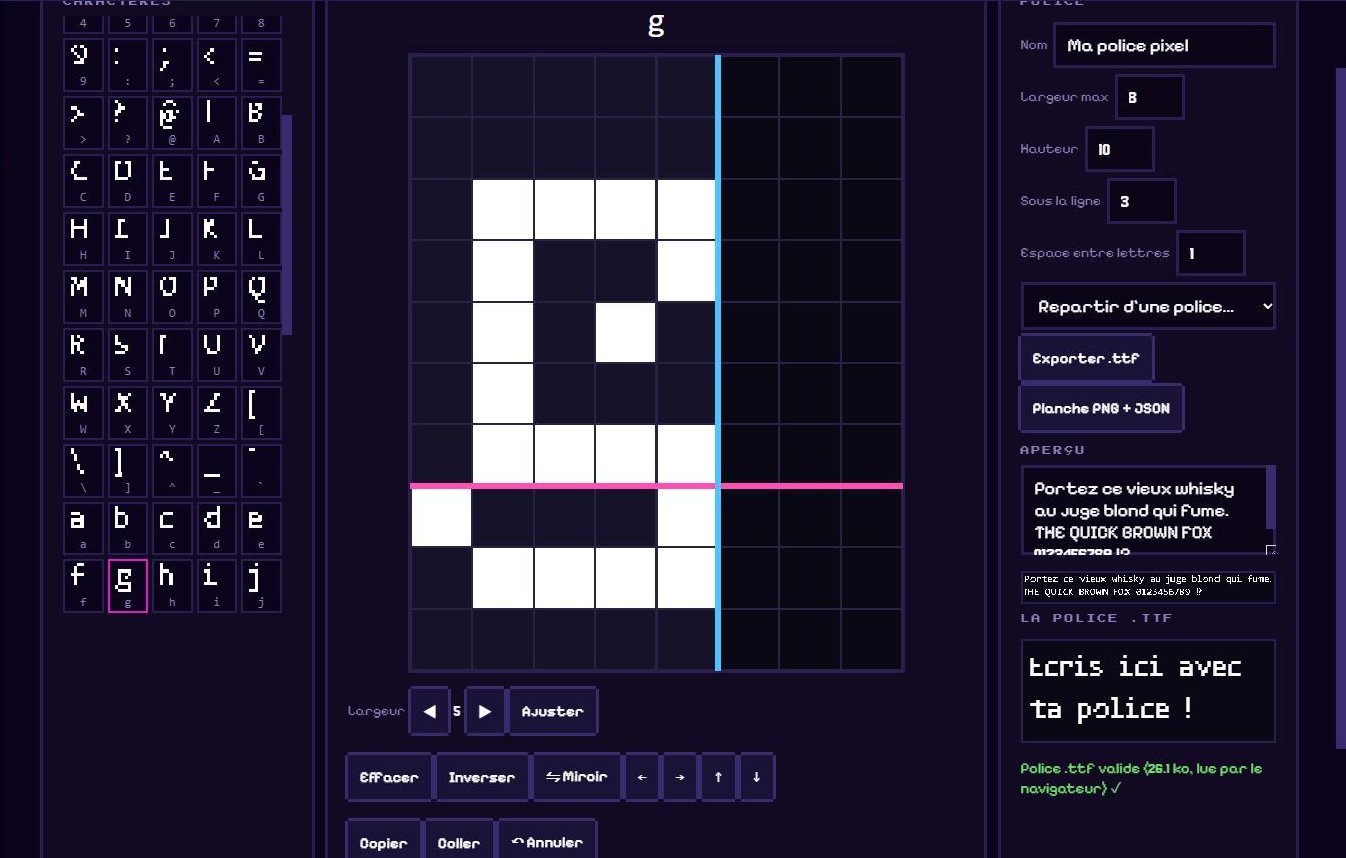 CARACTÈRES
4 5 6 7 8
9 : ; < =
9 : ; < =
> ? @
> ? @ A B
C D E F G
C D E F G
H I J K L
H I J K L
M N O P Q
M N O P Q
R S T U V
R S T U V
W X Y Z [
W X Y Z [
\ ] ^ _ `
\ ] ^ _ `
a b c d e
a b c d e
f g h i j
f g h i j
g
Largeur ◀ 5 ▶ Ajuster
Effacer Inverser ⇋ Miroir ← → ↑ ↓
Copier Coller ↶ Annuler
POLICE
Nom Ma police pixel
Largeur max 8
Hauteur 10
Sous la ligne 3
Espace entre lettres 1
Repartir d'une police...
Exporter .ttf
Planche PNG + JSON
APERÇU
Portez ce vieux whisky
au juge blond qui fume.
THE QUICK BROWN FOX
0123456789 !?
Portez ce vieux whisky au juge blond qui fume.
THE QUICK BROWN FOX 0123456789 !?
LA POLICE .TTF
Ecris ici avec
ta police !
Police .ttf valide (26.1 ko, lue par le
navigateur) ✓